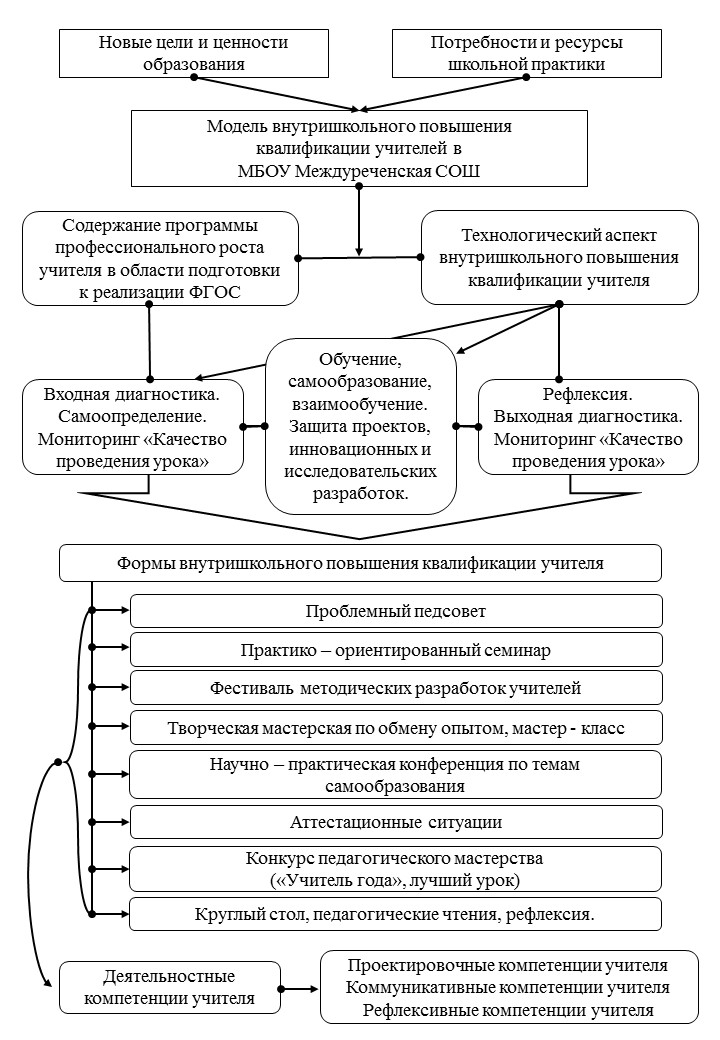 Новые цели и ценности
образования
Потребности и ресурсы
школьной практики
Модель внутришкольного повышения
квалификации учителей в
МБОУ Междуреченская СОШ
Содержание программы
профессионального роста
учителя в области подготовки
к реализации ФГОС
Технологический аспект
внутришкольного повышения
квалификации учителя
Входная диагностика.
Самоопределение.
Мониторинг «Качество
проведения урока»
Обучение,
самообразование,
взаимообучение.
Защита проектов,
инновационных и
исследовательских
разработок.
Рефлексия.
Выходная диагностика.
Мониторинг «Качество
проведения урока»
Формы внутришкольного повышения квалификации учителя
Проблемный педсовет
Практико – ориентированный семинар
Фестиваль методических разработок учителей
Творческая мастерская по обмену опытом, мастер - класс
Научно – практическая конференция по темам
самообразования
Аттестационные ситуации
Конкурс педагогического мастерства
(«Учитель года», лучший урок)
Круглый стол, педагогические чтения, рефлексия.
Деятельностные
компетенции учителя
Проектировочные компетенции учителя
Коммуникативные компетенции учителя
Рефлексивные компетенции учителя